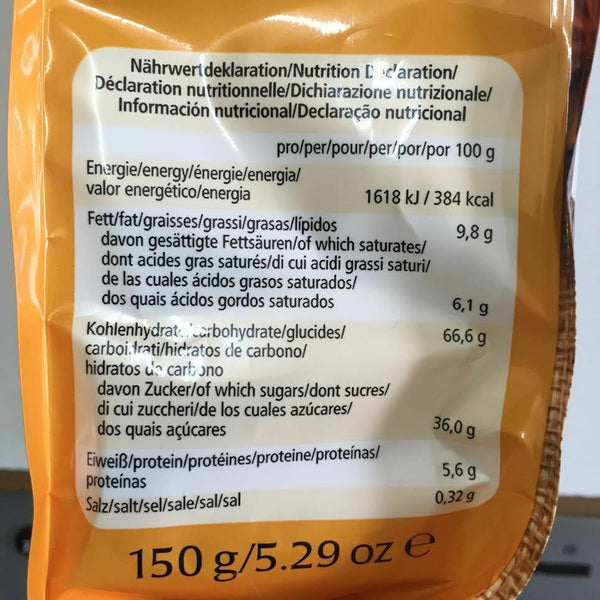 Nährwertdeklaration/Nutrition Declaration/
Déclaration nutritionnelle/Dichiarazione nutrizionale/
Información nutricional/Declaração nutricional
pro/per/pour/per/por/por 100 g
Energie/energy/énergie/energia/
valor energético/energia 1618 kJ / 384 kcal
Fett/fat/graisses/grassi/grasas/lípidos 9,8 g
davon gesättigte Fettsäuren/of which saturates/
dont acides gras saturés/di cui acidi grassi saturi/
de las cuales ácidos grasos saturados/
dos quais ácidos gordos saturados 6,1 g
Kohlenhydrate/carbohydrate/glucides/ 66,6 g
carboidrati/hidratos de carbono/
hidratos de carbono
davon Zucker/of which sugars/dont sucres/
di cui zuccheri/de los cuales azúcares/
dos quais açúcares 36,0 g
Eiweiß/protein/protéines/proteine/proteínas/
proteínas 5,6 g
Salz/salt/sel/sale/sal/sal 0,32 g
150 g/5.29 oz e